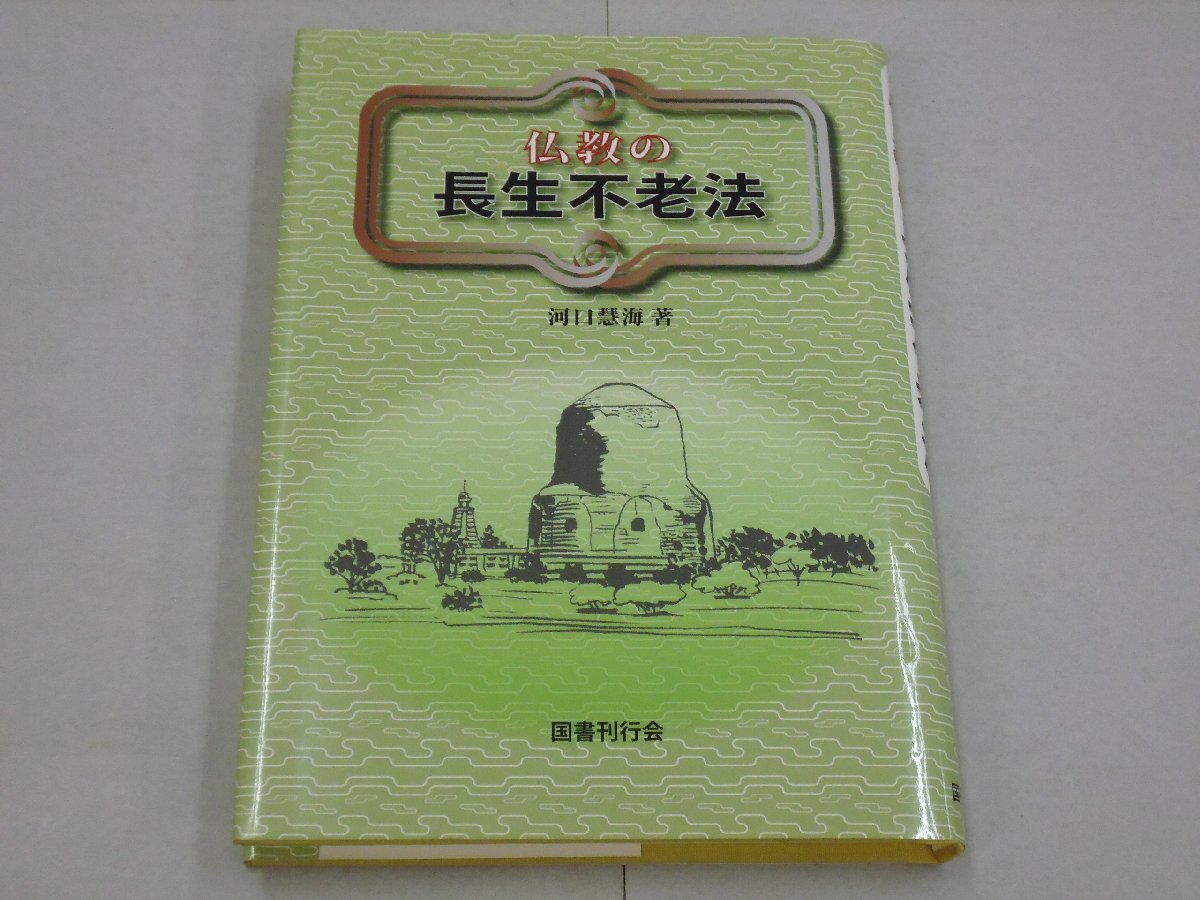 仏教の
長生不老法
河口慧海 著
国書刊行会